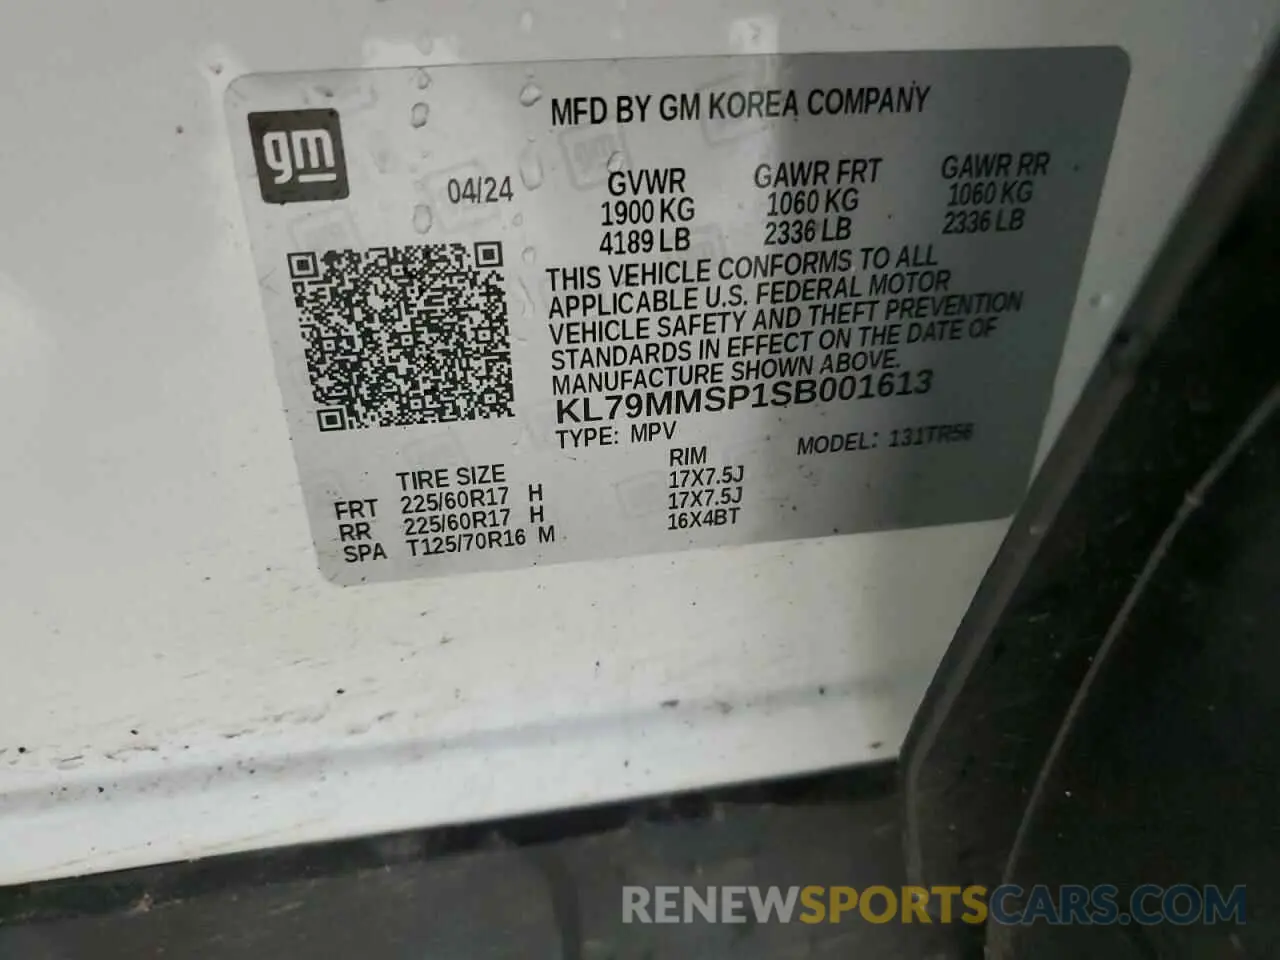 MFD BY GM KOREA COMPANY
gm
04/24
GVWR GAWR FRT GAWR RR
1900 KG 1060 KG 1060 KG
4189 LB 2336 LB 2336 LB
THIS VEHICLE CONFORMS TO ALL
APPLICABLE U.S. FEDERAL MOTOR
VEHICLE SAFETY AND THEFT PREVENTION
STANDARDS IN EFFECT ON THE DATE OF
MANUFACTURE SHOWN ABOVE.
KL79MMSP1SB001613
TYPE: MPV MODEL: 131TR56
TIRE SIZE RIM
FRT 225/60R17 H 17X7.5J
RR 225/60R17 H 17X7.5J
SPA T125/70R16 M 16X4BT
RENEWSPORTSCARS.COM